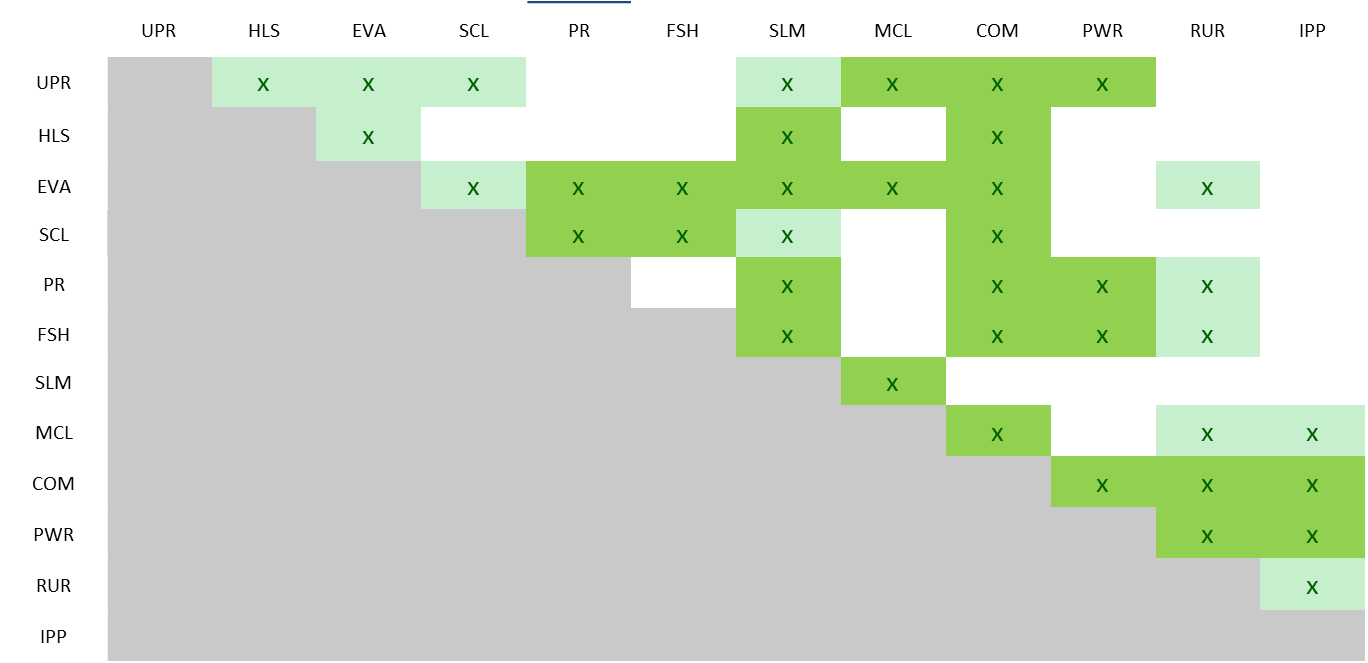 UPR HLS EVA SCL PR FSH SLM MCL COM PWR RUR IPP
UPR x x x x x x x
HLS x x x
EVA x x x x x x x
SCL x x x x
PR x x x x
FSH x x x x
SLM x
MCL x x x
COM x x x
PWR x x
RUR x
IPP